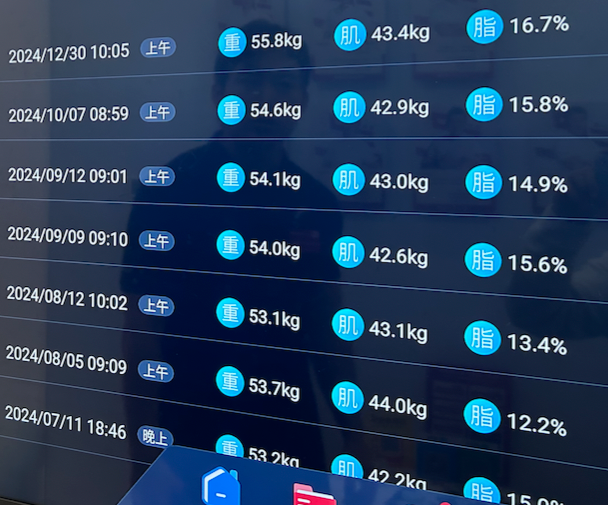 2024/12/30 10:05 上午 重 55.8kg 肌 43.4kg 脂 16.7%
2024/10/07 08:59 上午 重 54.6kg 肌 42.9kg 脂 15.8%
2024/09/12 09:01 上午 重 54.1kg 肌 43.0kg 脂 14.9%
2024/09/09 09:10 上午 重 54.0kg 肌 42.6kg 脂 15.6%
2024/08/12 10:02 上午 重 53.1kg 肌 43.1kg 脂 13.4%
2024/08/05 09:09 上午 重 53.7kg 肌 44.0kg 脂 12.2%
2024/07/11 18:46 晚上 重 53.2kg 肌 42.2kg 脂